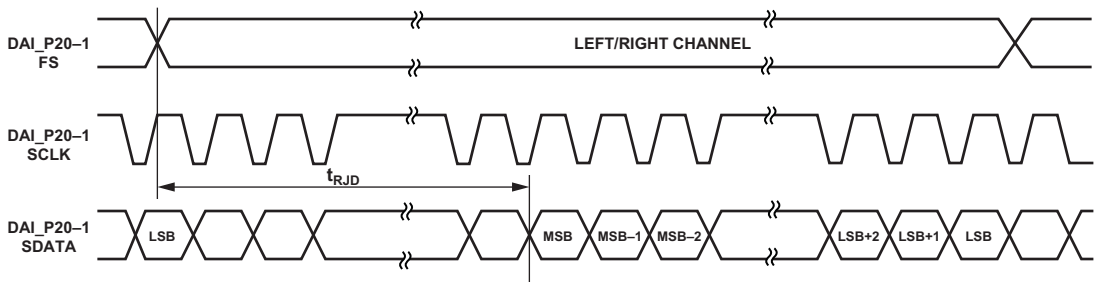 DAI_P20–1
FS
LEFT/RIGHT CHANNEL
DAI_P20–1
SCLK
tRJD
DAI_P20–1
SDATA
LSB
MSB
MSB–1
MSB–2
LSB+2
LSB+1
LSB